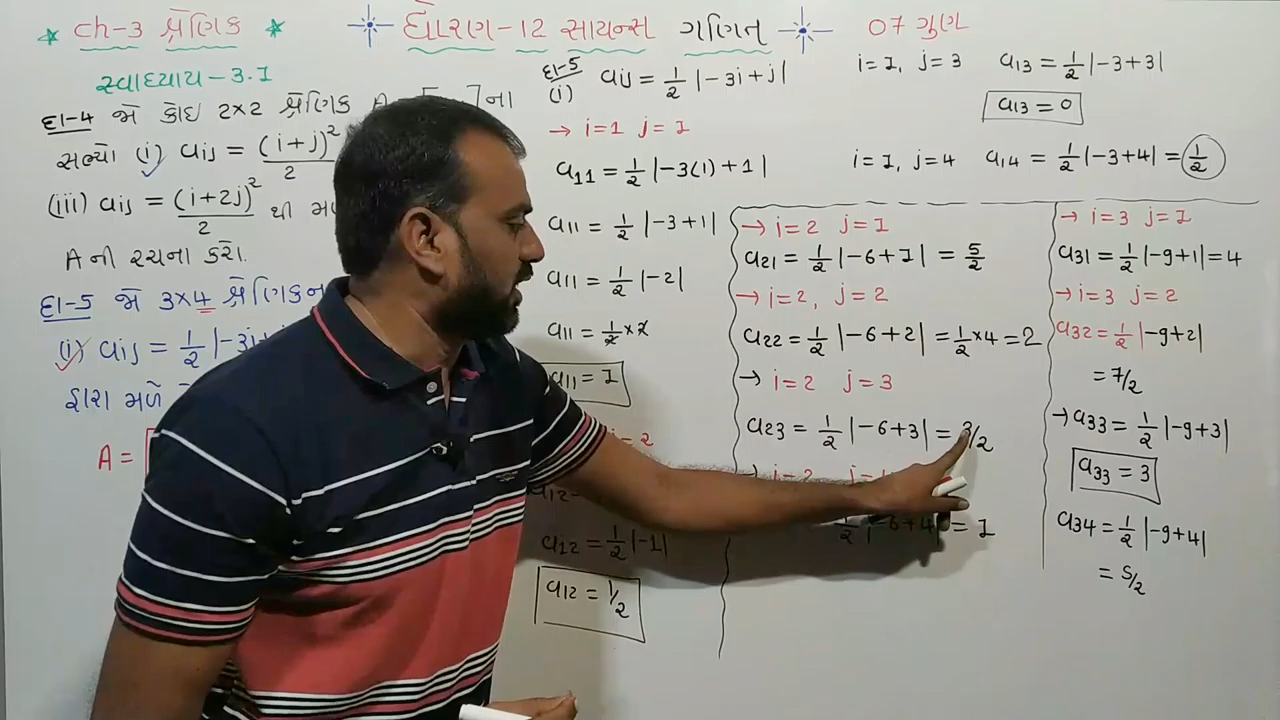 ch-3 શ્રેણિક
ધોરણ-12 સાયન્સ ગણિત
07 ગુણ
સ્વાધ્યાય-3.1
દા-4 જો કોઇ 2×2 શ્રેણિક A = [ ]ના
સભ્યો (i) aij = (i+j)²/2
(iii) aij = (i+2j)²/2 થી
A ની રચના કરો.
દા-5 જો 3×4 શ્રેણિકના
(i) aij = 1/2 |-3i+
દ્વારા મળે
A = [
દા-5
(i) aij = 1/2 |-3i+j|
→ i=1 j=1
a11 = 1/2 |-3(1)+1|
a11 = 1/2 |-3+1|
a11 = 1/2 |-2|
a11 = 1/2 × 2
a11 = 1
= 2
a12 =
a12 = 1/2 |-1|
a12 = 1/2
i=1, j=3 a13 = 1/2 |-3+3|
a13 = 0
i=1, j=4 a14 = 1/2 |-3+4| = 1/2
→ i=2 j=1
a21 = 1/2 |-6+1| = 5/2
→ i=2, j=2
a22 = 1/2 |-6+2| = 1/2 × 4 = 2
→ i=2 j=3
a23 = 1/2 |-6+3| = 3/2
→ i=2 j=
1/2 |-6+4| = 1
→ i=3 j=1
a31 = 1/2 |-9+1| = 4
→ i=3 j=2
a32 = 1/2 |-9+2|
= 7/2
→ a33 = 1/2 |-9+3|
a33 = 3
a34 = 1/2 |-9+4|
= 5/2